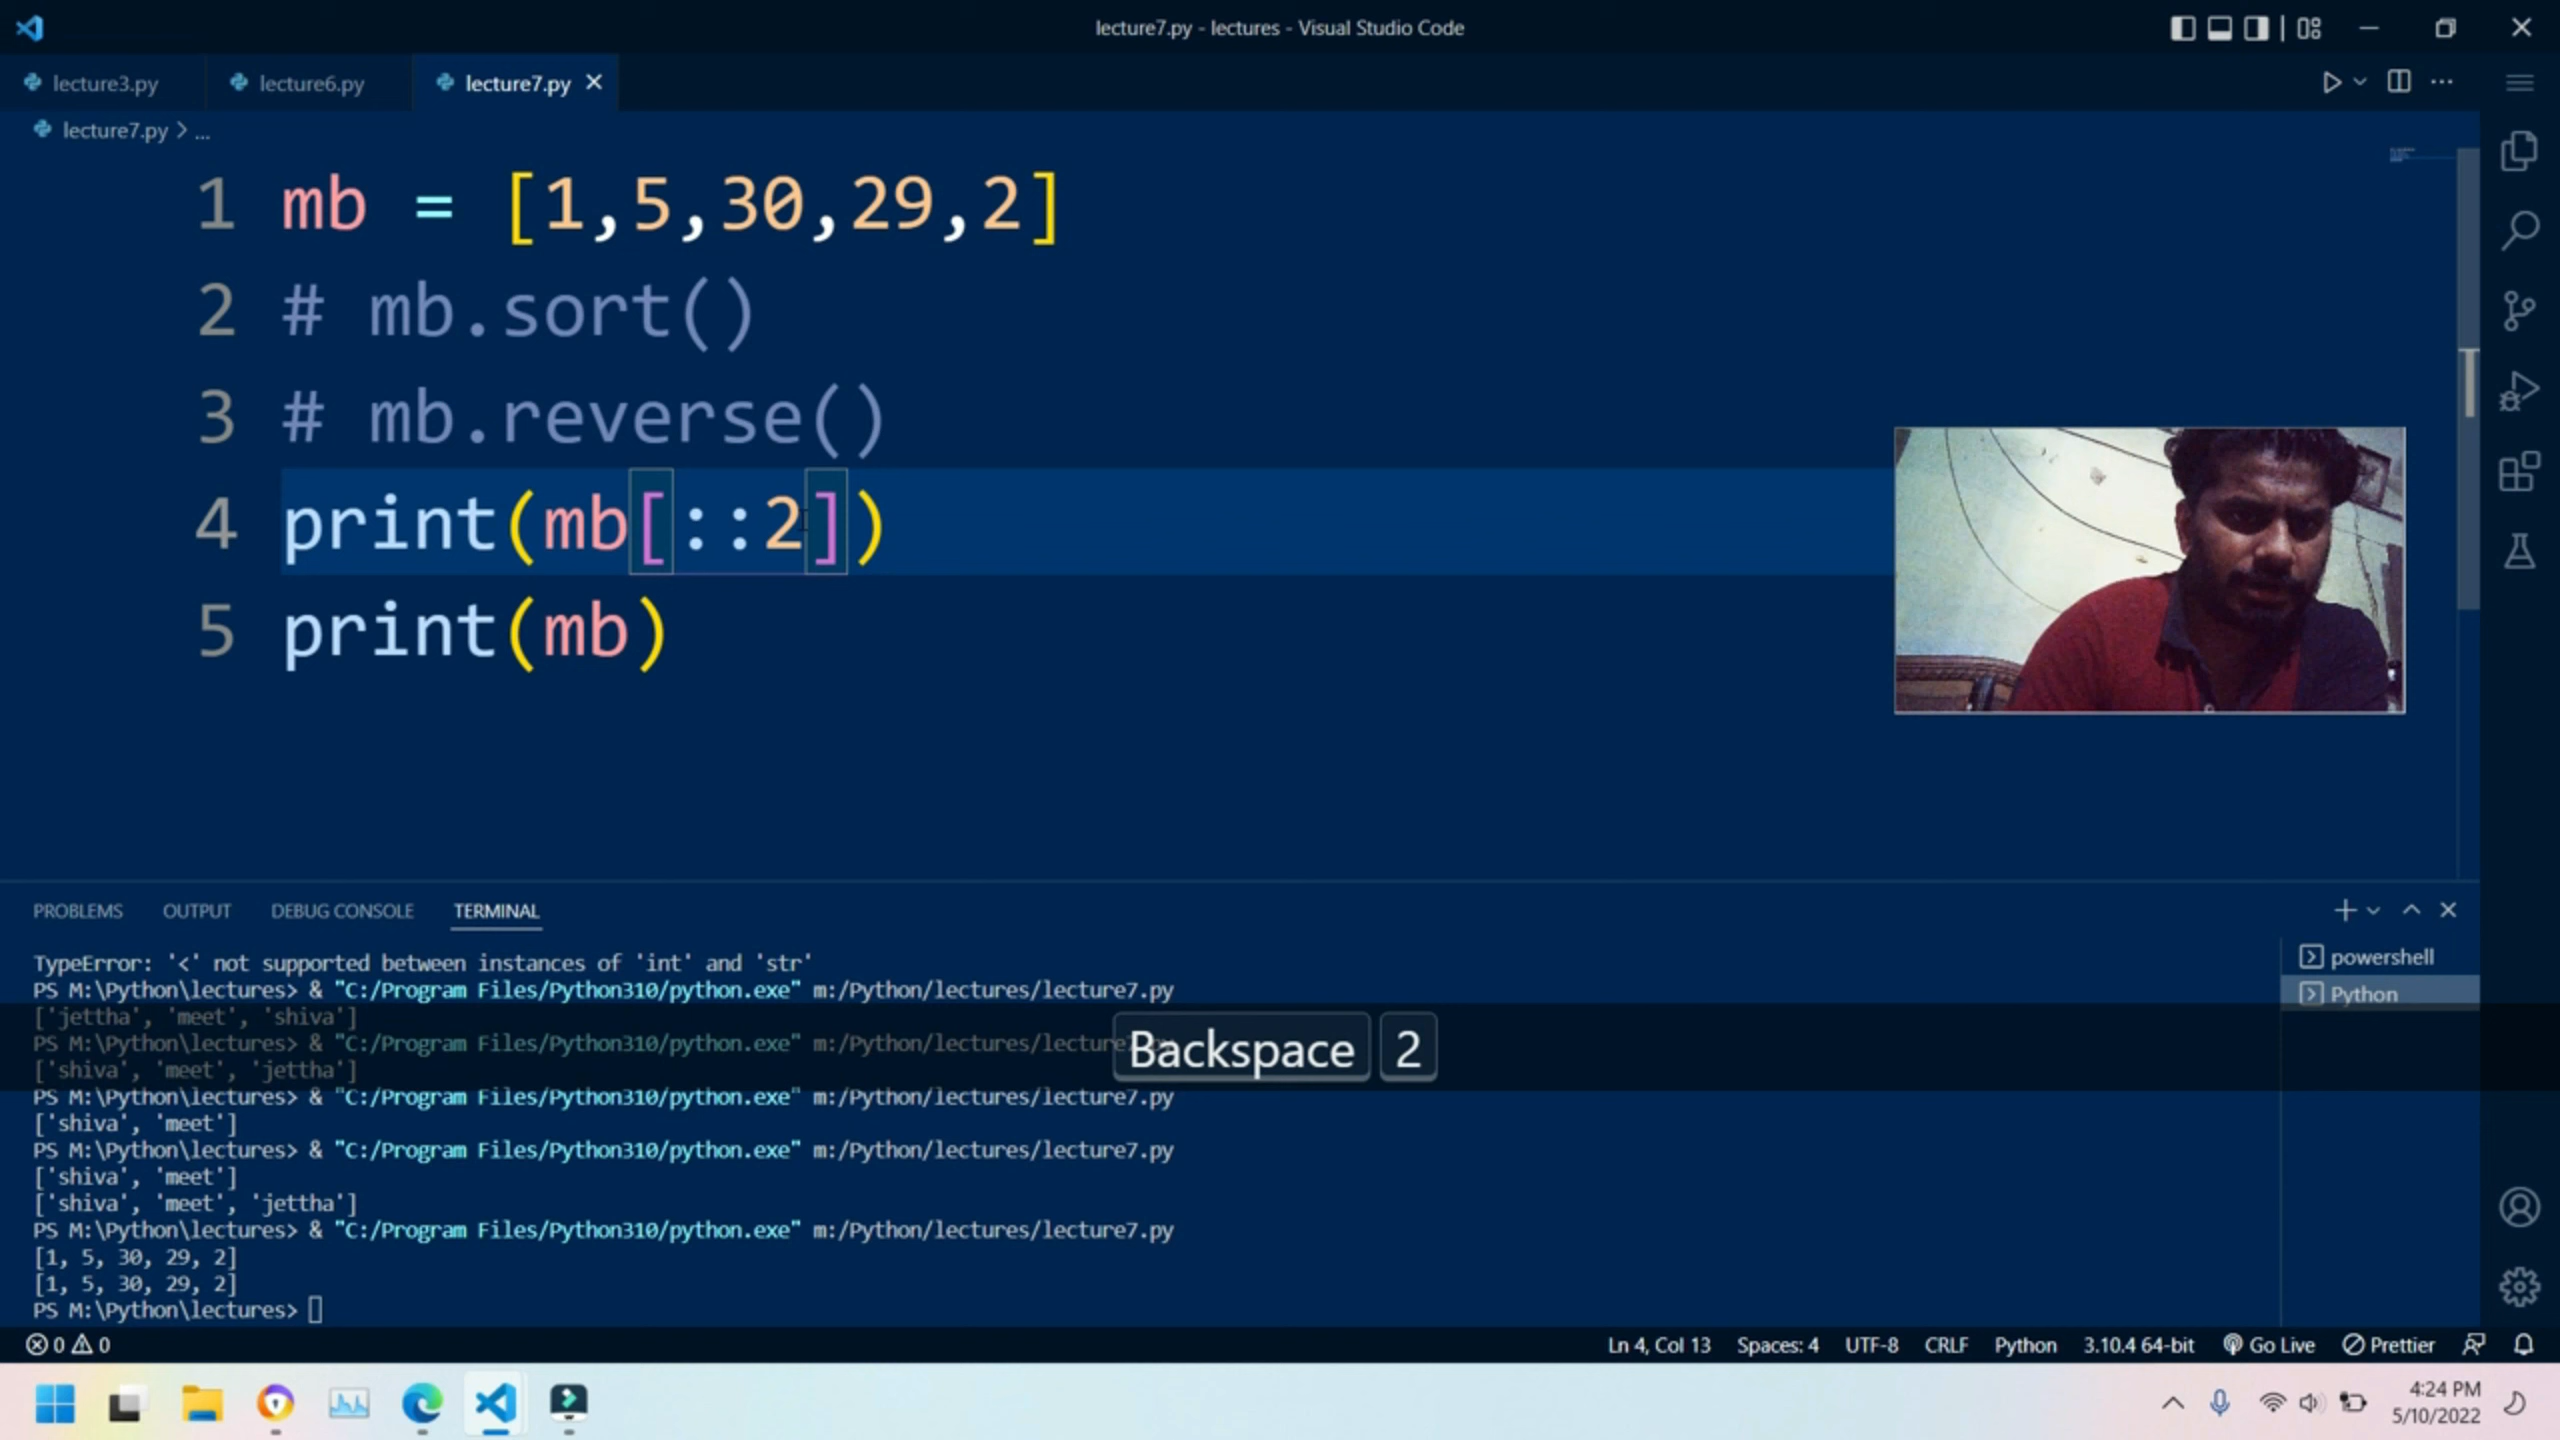 lecture7.py - lectures - Visual Studio Code
lecture3.py
lecture6.py
lecture7.py
lecture7.py > ...
1 mb = [1,5,30,29,2]
2 # mb.sort()
3 # mb.reverse()
4 print(mb[::2])
5 print(mb)
PROBLEMS OUTPUT DEBUG CONSOLE TERMINAL
TypeError: '<' not supported between instances of 'int' and 'str'
PS M:\Python\lectures> & "C:/Program Files/Python310/python.exe" m:/Python/lectures/lecture7.py
['jettha', 'meet', 'shiva']
PS M:\Python\lectures> & "C:/Program Files/Python310/python.exe" m:/Python/lectures/lecture7.py
['shiva', 'meet', 'jettha']
PS M:\Python\lectures> & "C:/Program Files/Python310/python.exe" m:/Python/lectures/lecture7.py
['shiva', 'meet']
PS M:\Python\lectures> & "C:/Program Files/Python310/python.exe" m:/Python/lectures/lecture7.py
['shiva', 'meet']
['shiva', 'meet', 'jettha']
PS M:\Python\lectures> & "C:/Program Files/Python310/python.exe" m:/Python/lectures/lecture7.py
[1, 5, 30, 29, 2]
[1, 5, 30, 29, 2]
PS M:\Python\lectures>
powershell
Python
Backspace 2
0 0
Ln 4, Col 13 Spaces: 4 UTF-8 CRLF Python 3.10.4 64-bit Go Live Prettier
4:24 PM
5/10/2022